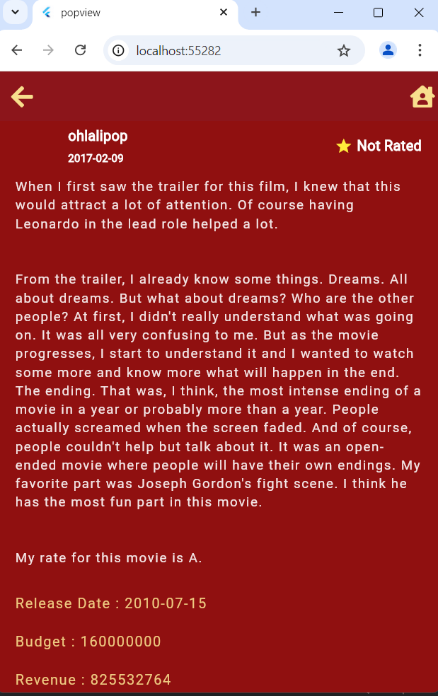 popview
localhost:55282
ohlalipop
2017-02-09
Not Rated
When I first saw the trailer for this film, I knew that this
would attract a lot of attention. Of course having
Leonardo in the lead role helped a lot.
From the trailer, I already know some things. Dreams. All
about dreams. But what about dreams? Who are the other
people? At first, I didn't really understand what was going
on. It was all very confusing to me. But as the movie
progresses, I start to understand it and I wanted to watch
some more and know more what will happen in the end.
The ending. That was, I think, the most intense ending of a
movie in a year or probably more than a year. People
actually screamed when the screen faded. And of course,
people couldn't help but talk about it. It was an open-
ended movie where people will have their own endings. My
favorite part was Joseph Gordon's fight scene. I think he
has the most fun part in this movie.
My rate for this movie is A.
Release Date : 2010-07-15
Budget : 160000000
Revenue : 825532764